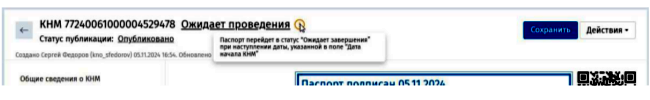 ← КНМ 77240061000004529478 Ожидает проведения
Сохранить Действия
Статус публикации: Опубликовано
Паспорт перейдет в статус "Ожидает завершения"
при наступлении даты, указанной в поле "Дата
начала КНМ"
Создано Сергей Федоров (kno_sfedorov) 05.11.2024 16:54. Обновлено
Общие сведения о КНМ
Паспорт подписан 05.11.2024